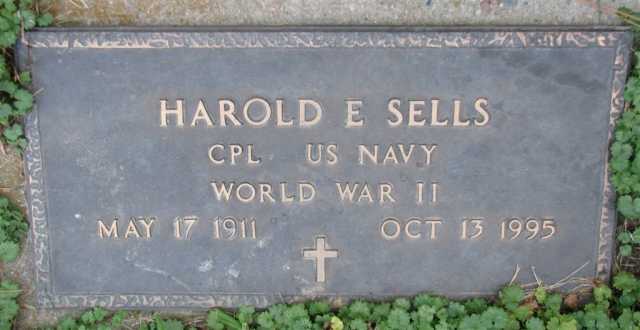 HAROLD E SELLS
CPL US NAVY
WORLD WAR II
MAY 17 1911 OCT 13 1995